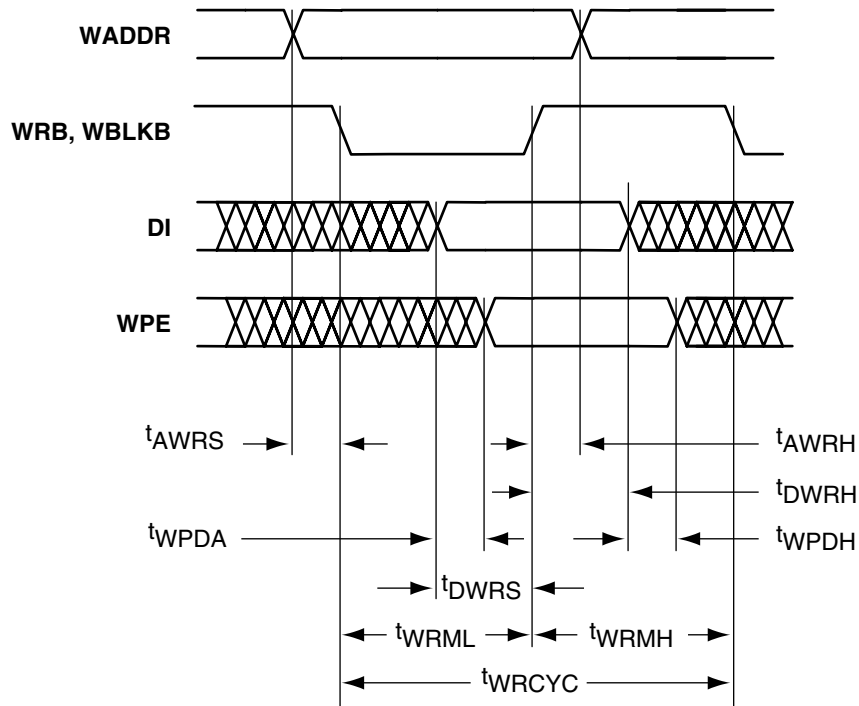 WADDR
WRB, WBLKB
DI
WPE
tAWRS
tAWRH
tDWRH
tWPDA
tWPDH
tDWRS
tWRML
tWRMH
tWRCYC